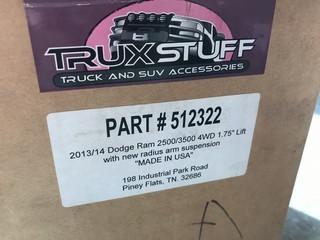 TRUXSTUFF
TRUCK AND SUV ACCESSORIES
PART # 512322
2013/14 Dodge Ram 2500/3500 4WD 1.75" Lift
with new radius arm suspension
"MADE IN USA"
198 Industrial Park Road
Piney Flats, TN. 32686